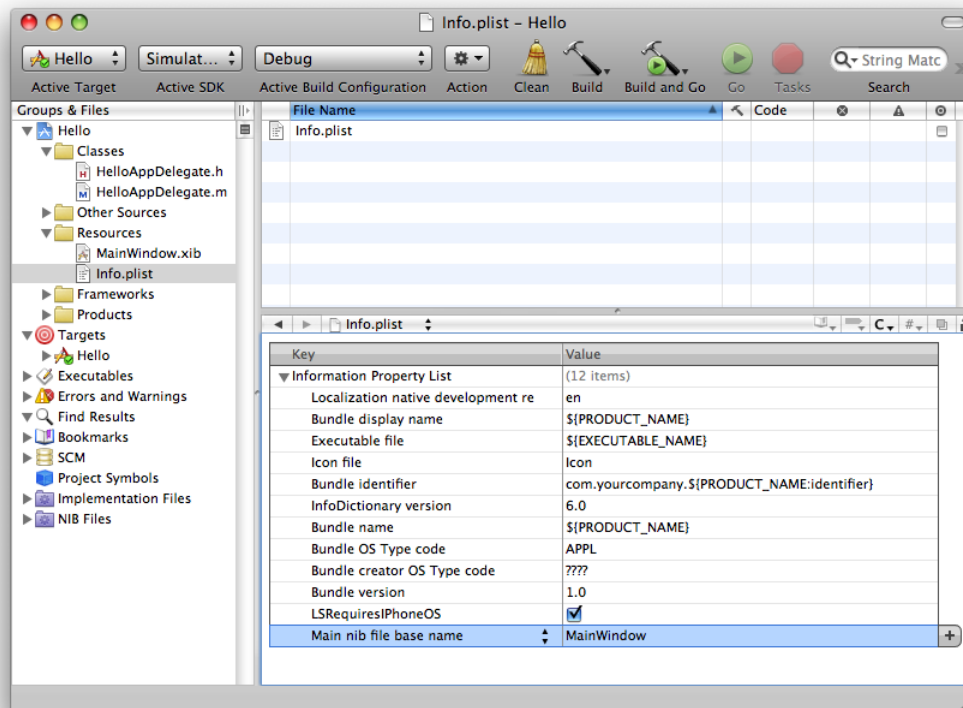 Info.plist – Hello
Hello
Simulat...
Debug
String Matc
Active Target
Active SDK
Active Build Configuration
Action
Clean
Build
Build and Go
Go
Tasks
Search
Groups & Files
File Name
Code
Hello
Info.plist
Classes
HelloAppDelegate.h
HelloAppDelegate.m
Other Sources
Resources
MainWindow.xib
Info.plist
Frameworks
Products
Targets
Hello
Executables
Errors and Warnings
Find Results
Bookmarks
SCM
Project Symbols
Implementation Files
NIB Files
Info.plist
C
#
Key Value
Information Property List (12 items)
Localization native development re en
Bundle display name ${PRODUCT_NAME}
Executable file ${EXECUTABLE_NAME}
Icon file Icon
Bundle identifier com.yourcompany.${PRODUCT_NAME:identifier}
InfoDictionary version 6.0
Bundle name ${PRODUCT_NAME}
Bundle OS Type code APPL
Bundle creator OS Type code ????
Bundle version 1.0
LSRequiresIPhoneOS
Main nib file base name MainWindow